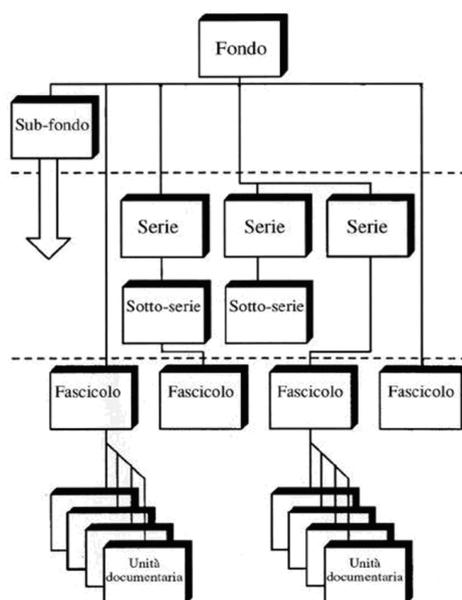 Fondo
Sub-fondo
Serie
Serie
Serie
Sotto-serie
Sotto-serie
Fascicolo
Fascicolo
Fascicolo
Fascicolo
Unità
documentaria
Unità
documentaria